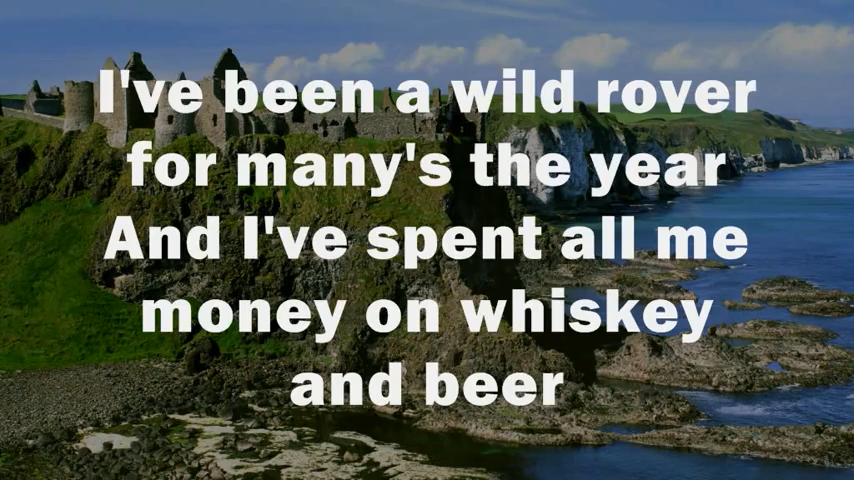 I've been a wild rover
for many's the year
And I've spent all me
money on whiskey
and beer